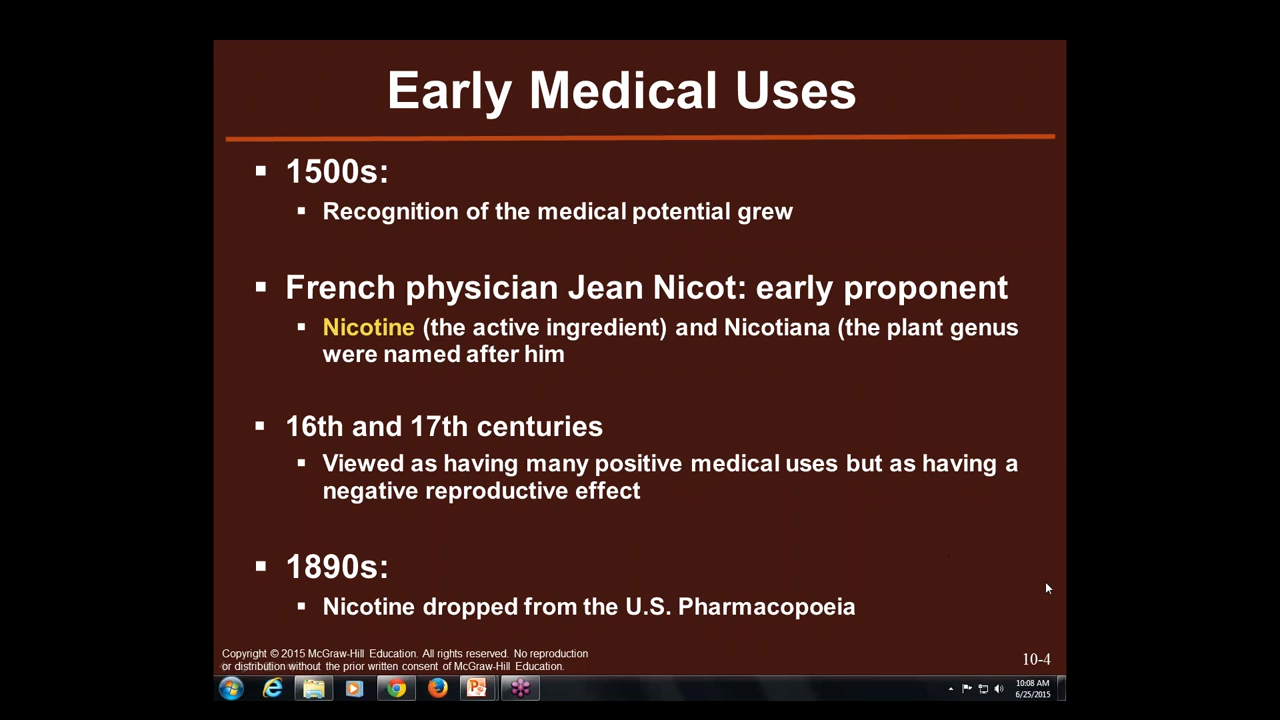 Early Medical Uses
1500s:
Recognition of the medical potential grew
French physician Jean Nicot: early proponent
Nicotine (the active ingredient) and Nicotiana (the plant genus
were named after him
16th and 17th centuries
Viewed as having many positive medical uses but as having a
negative reproductive effect
1890s:
Nicotine dropped from the U.S. Pharmacopoeia
Copyright © 2015 McGraw-Hill Education. All rights reserved. No reproduction
or distribution without the prior written consent of McGraw-Hill Education.
10-4
10:08 AM
6/25/2015